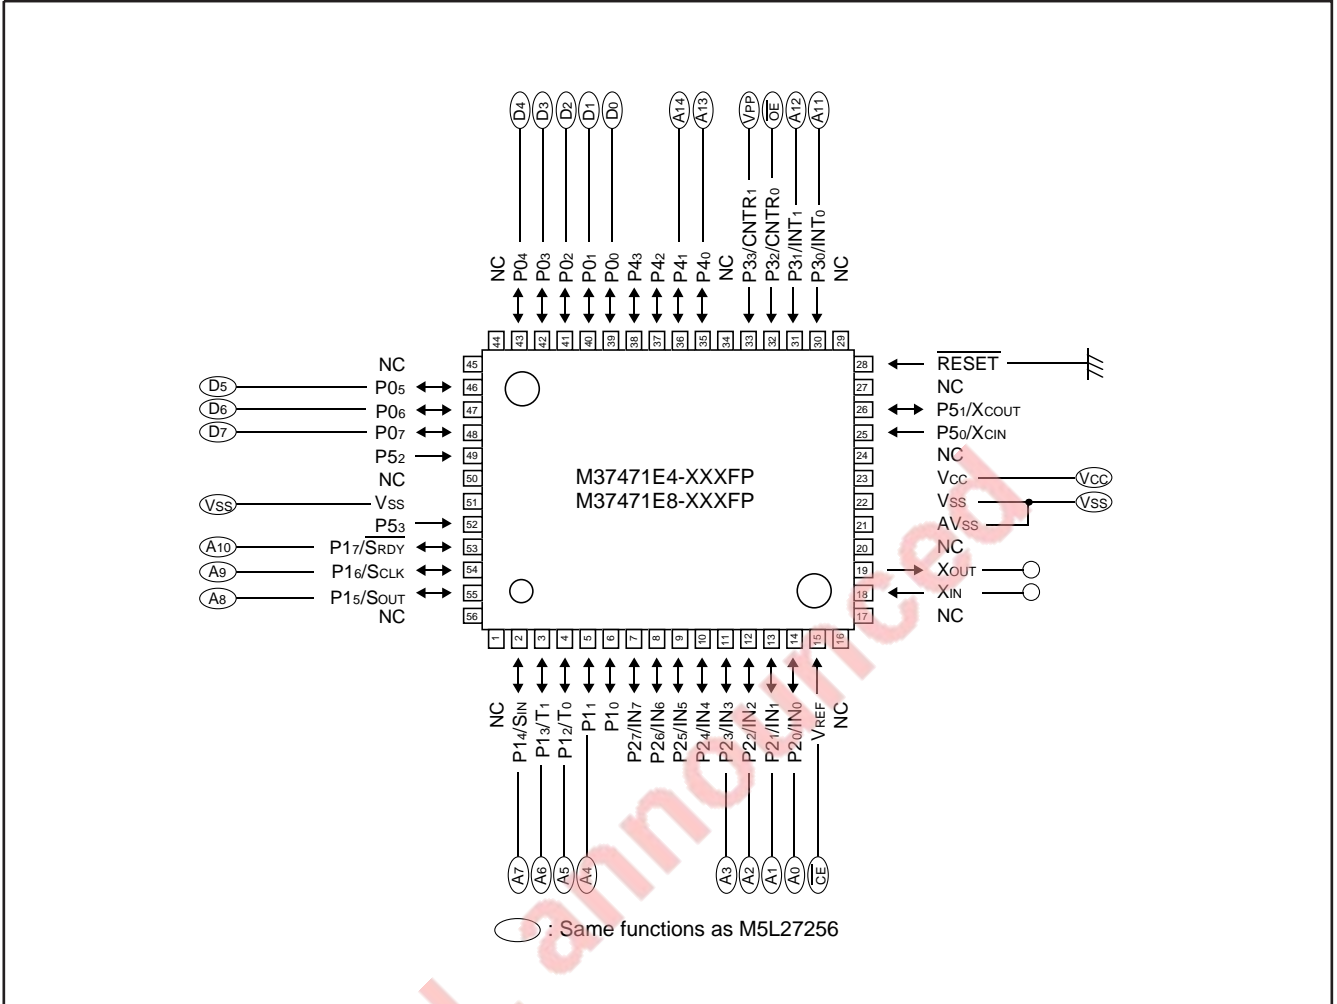 D4 D3 D2 D1 D0 A14 A13 VPP OE A12 A11
NC P04 P03 P02 P01 P00 P43 P42 P41 P40 NC P33/CNTR1 P32/CNTR0 P31/INT1 P30/INT0 NC
44 43 42 41 40 39 38 37 36 35 34 33 32 31 30 29
NC 45 28 RESET
D5 P05 46 27 NC
D6 P06 47 26 P51/XCOUT
D7 P07 48 25 P50/XCIN
P52 49 24 NC
NC 50 23 VCC VCC
VSS VSS 51 22 VSS VSS
P53 52 21 AVSS
A10 P17/SRDY 53 20 NC
A9 P16/SCLK 54 19 XOUT
A8 P15/SOUT 55 18 XIN
NC 56 17 NC
M37471E4-XXXFP
M37471E8-XXXFP
1 2 3 4 5 6 7 8 9 10 11 12 13 14 15 16
NC P14/SIN P13/T1 P12/T0 P11 P10 P27/IN7 P26/IN6 P25/IN5 P24/IN4 P23/IN3 P22/IN2 P21/IN1 P20/IN0 VREF NC
A7 A6 A5 A4 A3 A2 A1 A0 CE
: Same functions as M5L27256
announced